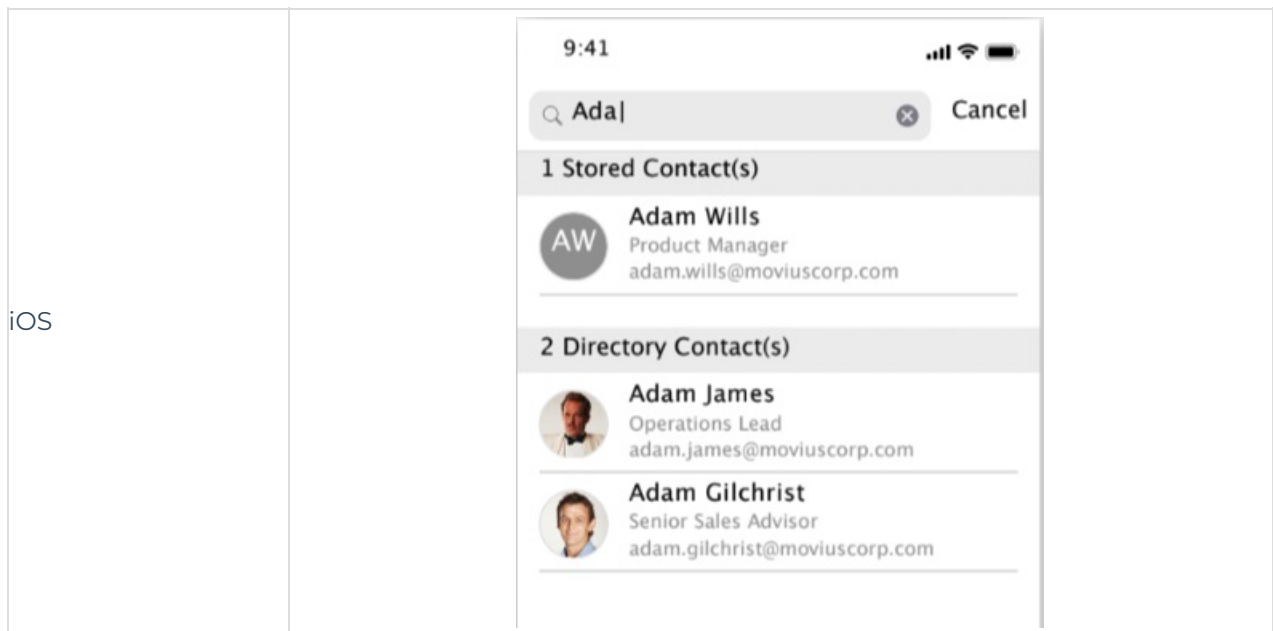 iOS
9:41
Ada
Cancel
1 Stored Contact(s)
AW
Adam Wills
Product Manager
adam.wills@moviuscorp.com
2 Directory Contact(s)
Adam James
Operations Lead
adam.james@moviuscorp.com
Adam Gilchrist
Senior Sales Advisor
adam.gilchrist@moviuscorp.com